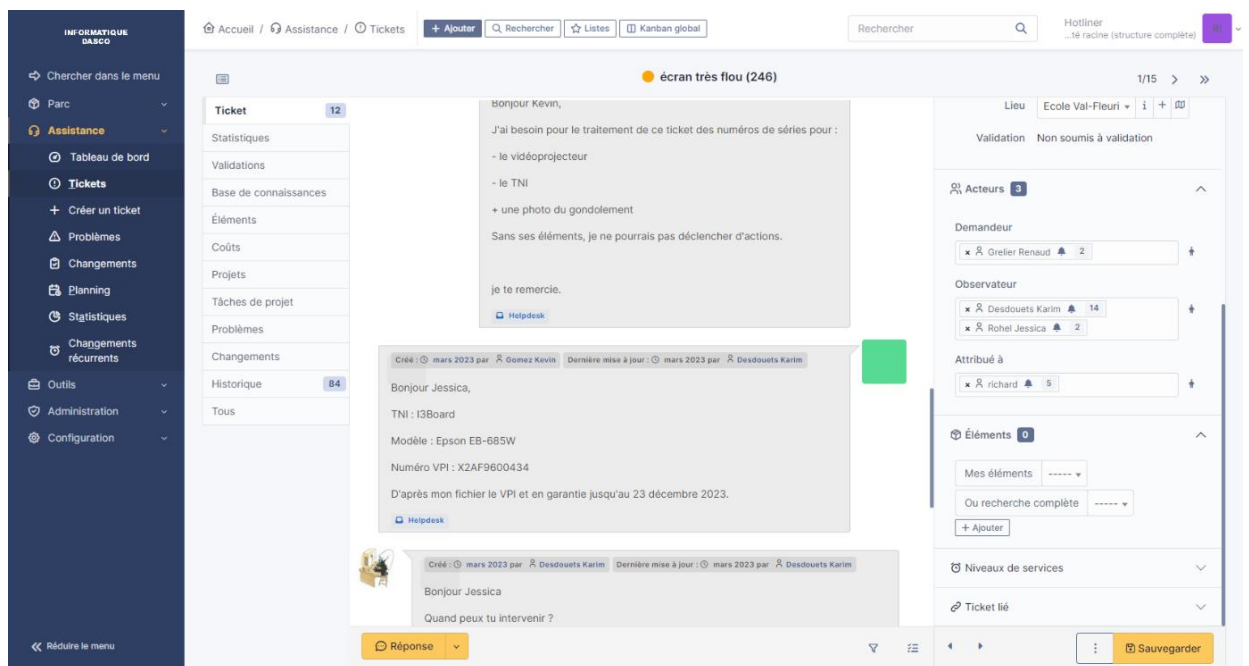 INFORMATIQUE
DASCO
Accueil / Assistance / Tickets
+ Ajouter
Rechercher
Listes
Kanban global
Rechercher
Hotliner
...té racine (structure complète)
Chercher dans le menu
Parc
Assistance
Tableau de bord
Tickets
+ Créer un ticket
Problèmes
Changements
Planning
Statistiques
Changements
récurrents
Outils
Administration
Configuration
Réduire le menu
écran très flou (246)
1/15
Ticket 12
Statistiques
Validations
Base de connaissances
Éléments
Coûts
Projets
Tâches de projet
Problèmes
Changements
Historique 84
Tous
Bonjour Kevin,
J'ai besoin pour le traitement de ce ticket des numéros de séries pour :
- le vidéoprojecteur
- le TNI
+ une photo du gondolement
Sans ses éléments, je ne pourrais pas déclencher d'actions.
je te remercie.
Helpdesk
Créé : mars 2023 par Gomez Kevin Dernière mise à jour : mars 2023 par Desdouets Karim
Bonjour Jessica,
TNI : I3Board
Modèle : Epson EB-685W
Numéro VPI : X2AF9600434
D'après mon fichier le VPI et en garantie jusqu'au 23 décembre 2023.
Helpdesk
Créé : mars 2023 par Desdouets Karim Dernière mise à jour : mars 2023 par Desdouets Karim
Bonjour Jessica
Quand peux tu intervenir ?
Réponse
Lieu Ecole Val-Fleuri i +
Validation Non soumis à validation
Acteurs 3
Demandeur
x Grelier Renaud 2
Observateur
x Desdouets Karim 14
x Rohel Jessica 2
Attribué à
x richard 5
Éléments 0
Mes éléments -----
Ou recherche complète -----
+ Ajouter
Niveaux de services
Ticket lié
Sauvegarder